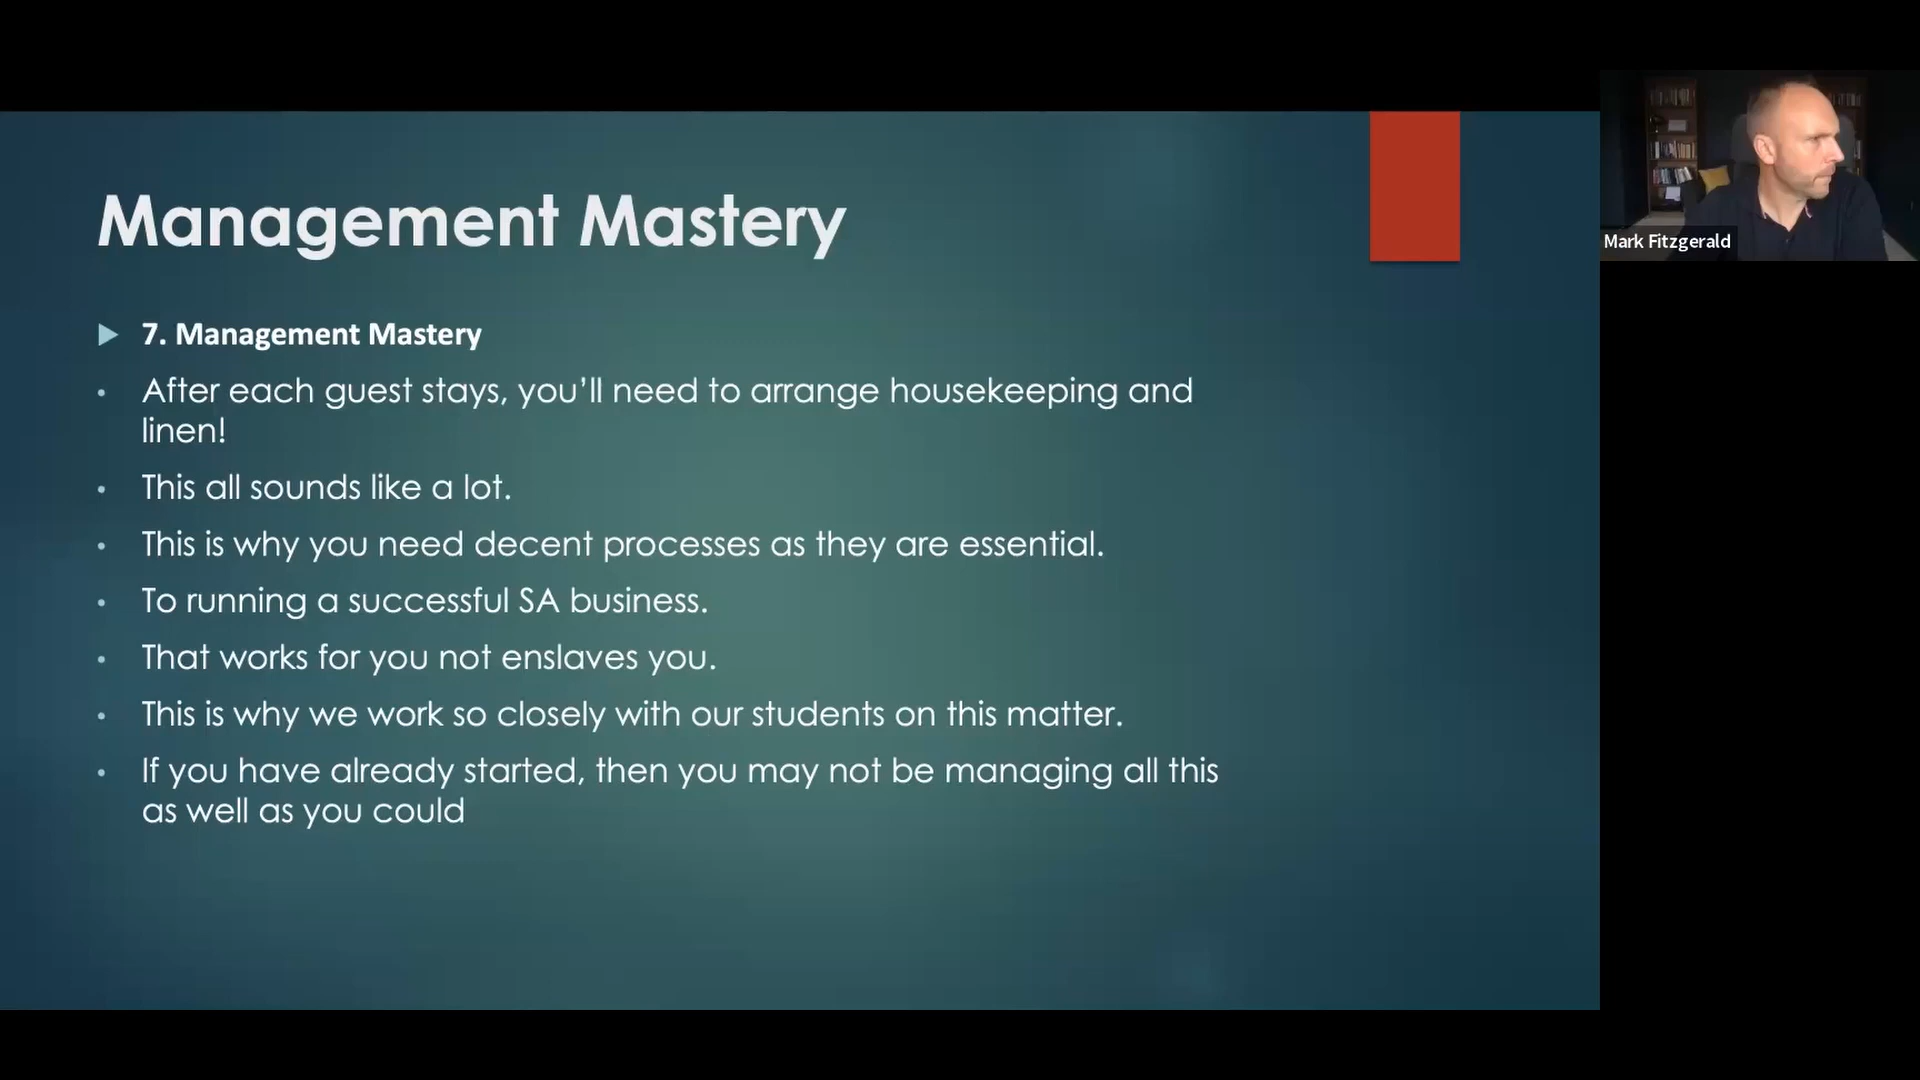 Management Mastery
7. Management Mastery
After each guest stays, you’ll need to arrange housekeeping and
linen!
This all sounds like a lot.
This is why you need decent processes as they are essential.
To running a successful SA business.
That works for you not enslaves you.
This is why we work so closely with our students on this matter.
If you have already started, then you may not be managing all this
as well as you could
Mark Fitzgerald